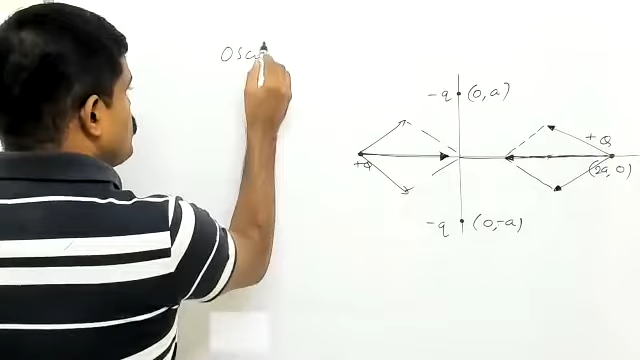 Osc
-q (0, a)
+Q
+Q
(2a, 0)
-q (0, -a)